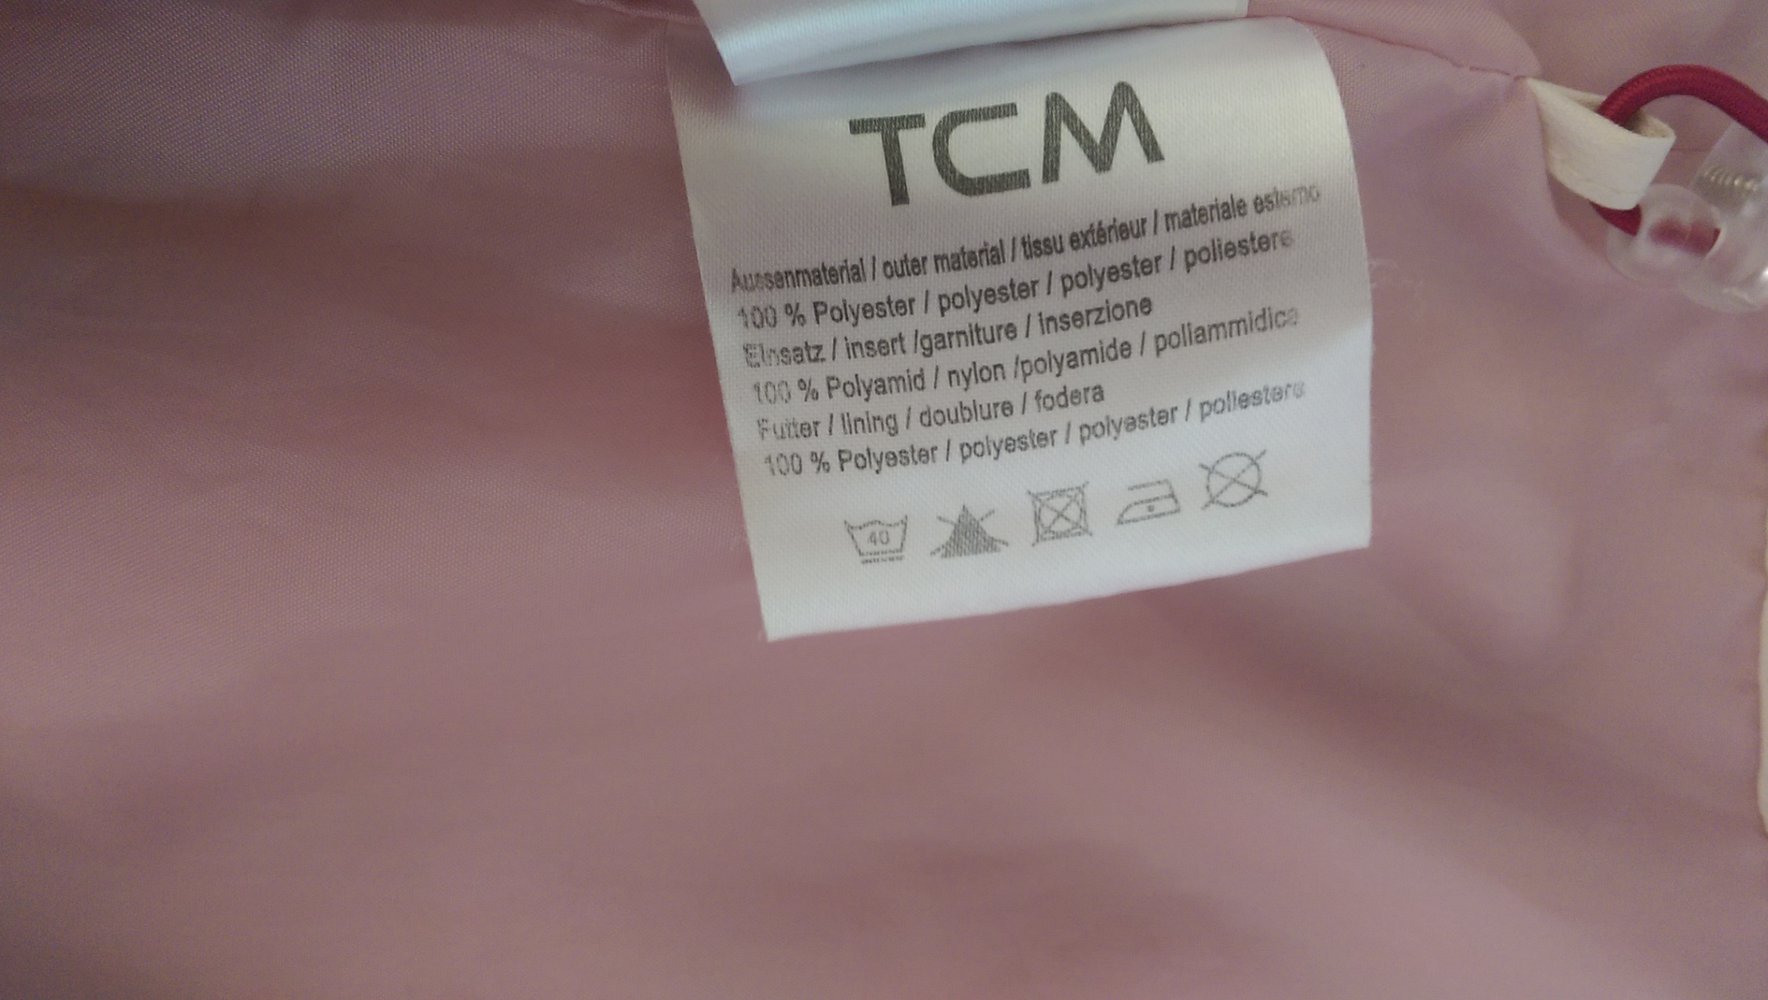 TCM
Aussenmaterial / outer material / tissu extérieur / materiale esterno
100 % Polyester / polyester / polyester / poliestere
Einsatz / insert /garniture / inserzione
100 % Polyamid / nylon /polyamide / poliammidica
Futter / lining / doublure / fodera
100 % Polyester / polyester / polyester / poliestere
40